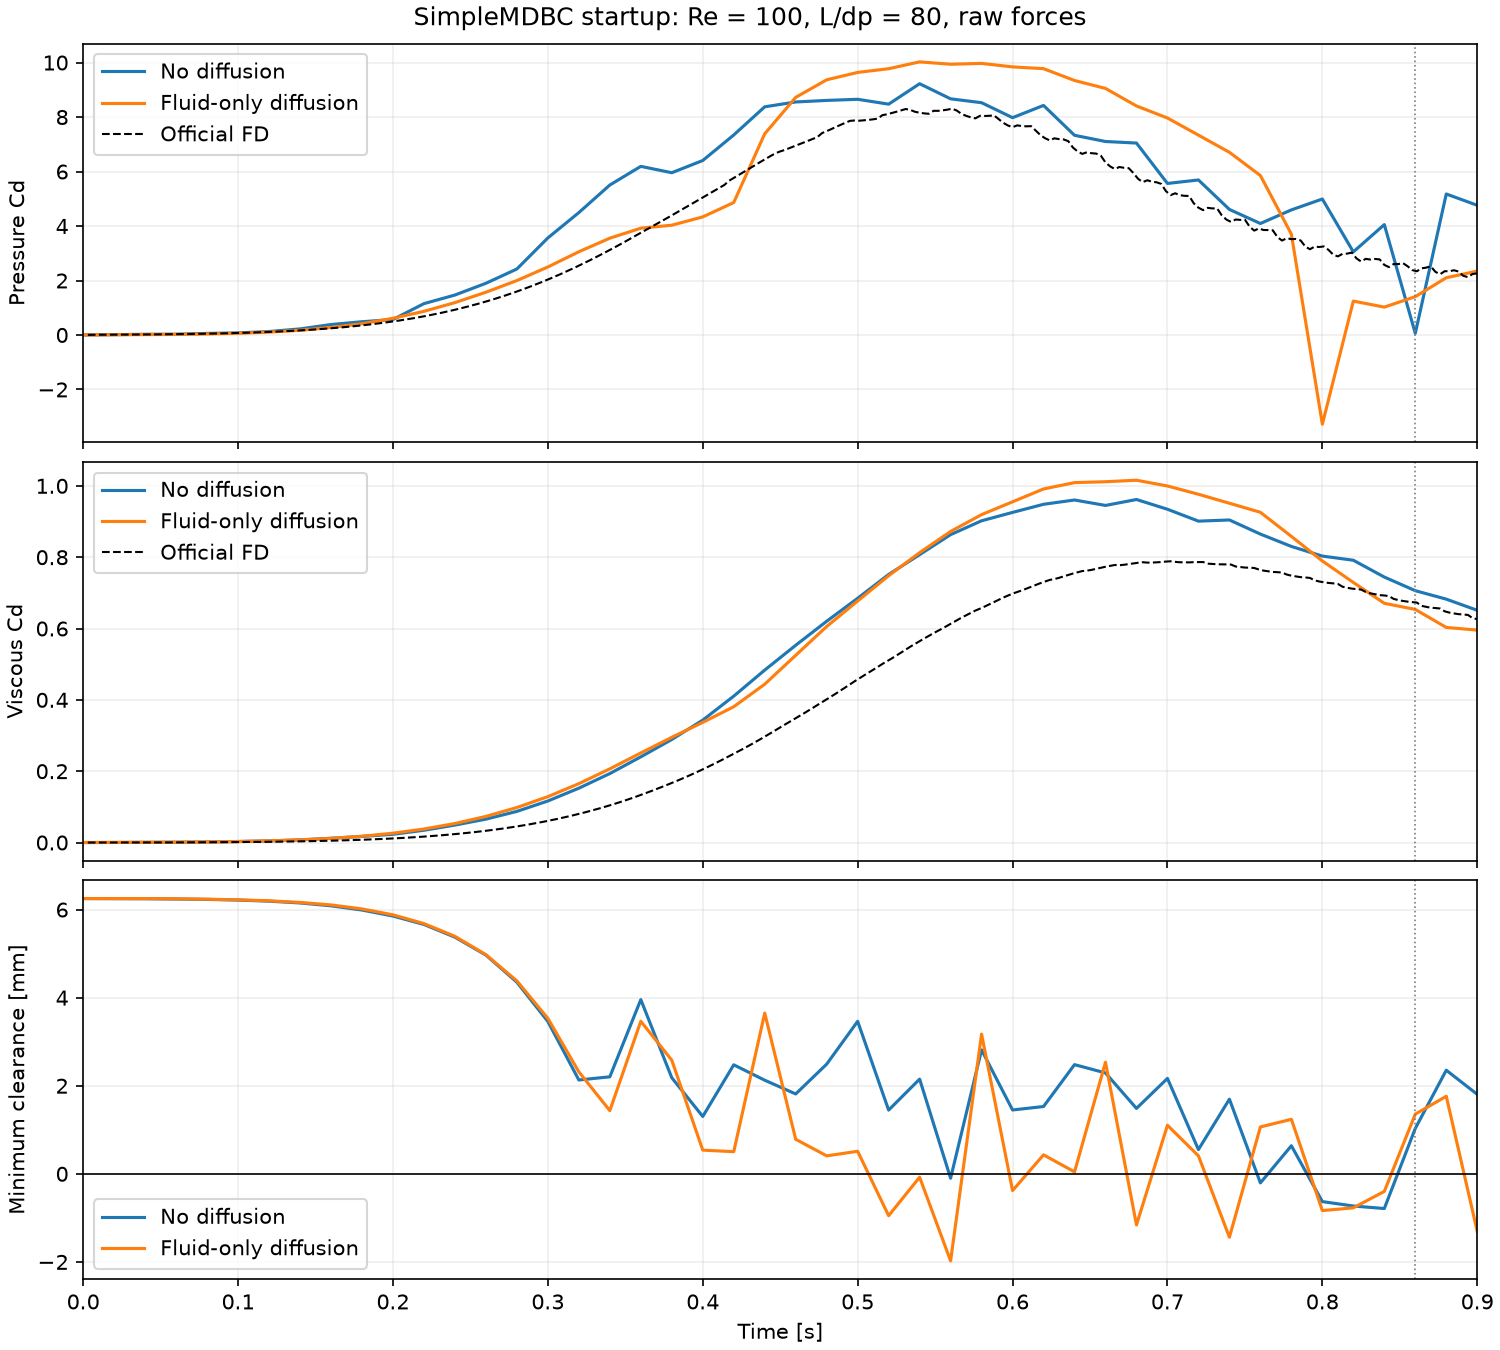 SimpleMDBC startup: Re = 100, L/dp = 80, raw forces
Pressure Cd
10
8
6
4
2
0
−2
No diffusion
Fluid-only diffusion
Official FD
Viscous Cd
1.0
0.8
0.6
0.4
0.2
0.0
No diffusion
Fluid-only diffusion
Official FD
Minimum clearance [mm]
6
4
2
0
−2
No diffusion
Fluid-only diffusion
0.0 0.1 0.2 0.3 0.4 0.5 0.6 0.7 0.8 0.9
Time [s]